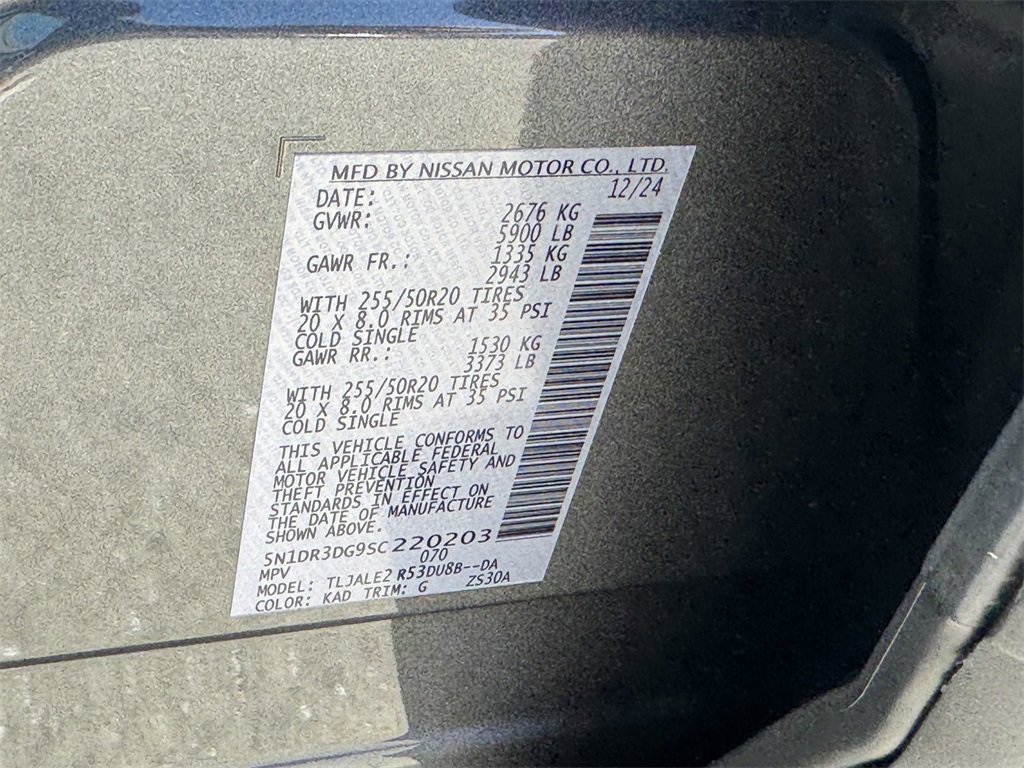 MFD BY NISSAN MOTOR CO., LTD.
DATE: 12/24
GVWR: 2676 KG
5900 LB
GAWR FR.: 1335 KG
2943 LB
WITH 255/50R20 TIRES
20 X 8.0 RIMS AT 35 PSI
COLD SINGLE
GAWR RR.: 1530 KG
3373 LB
WITH 255/50R20 TIRES
20 X 8.0 RIMS AT 35 PSI
COLD SINGLE
THIS VEHICLE CONFORMS TO
ALL APPLICABLE FEDERAL
MOTOR VEHICLE SAFETY AND
THEFT PREVENTION
STANDARDS IN EFFECT ON
THE DATE OF MANUFACTURE
SHOWN ABOVE.
5N1DR3DG9SC220203
MPV 070
MODEL: TLJALE2 R53DU8B--DA
COLOR: KAD TRIM: G ZS30A